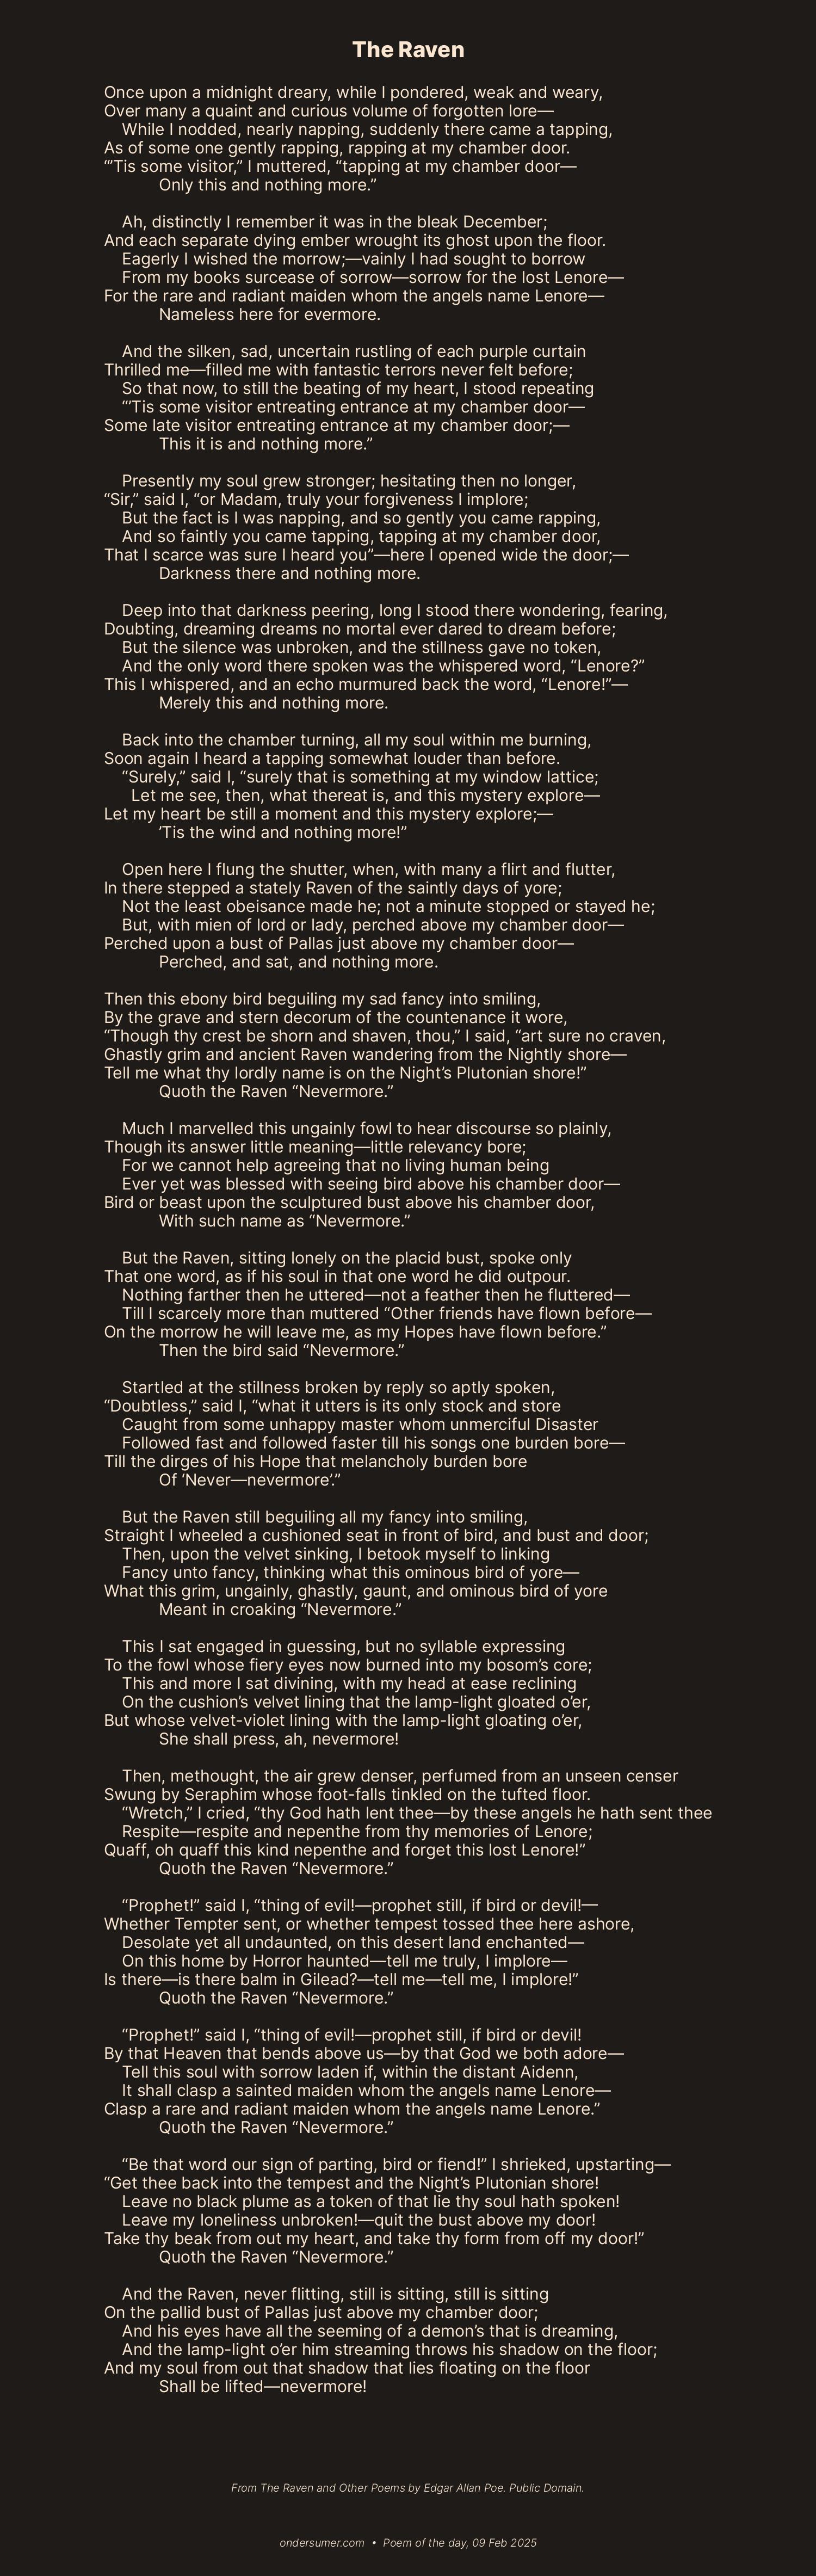 The Raven
Once upon a midnight dreary, while I pondered, weak and weary,
Over many a quaint and curious volume of forgotten lore—
While I nodded, nearly napping, suddenly there came a tapping,
As of some one gently rapping, rapping at my chamber door.
“’Tis some visitor,” I muttered, “tapping at my chamber door—
Only this and nothing more.”
Ah, distinctly I remember it was in the bleak December;
And each separate dying ember wrought its ghost upon the floor.
Eagerly I wished the morrow;—vainly I had sought to borrow
From my books surcease of sorrow—sorrow for the lost Lenore—
For the rare and radiant maiden whom the angels name Lenore—
Nameless here for evermore.
And the silken, sad, uncertain rustling of each purple curtain
Thrilled me—filled me with fantastic terrors never felt before;
So that now, to still the beating of my heart, I stood repeating
“’Tis some visitor entreating entrance at my chamber door—
Some late visitor entreating entrance at my chamber door;—
This it is and nothing more.”
Presently my soul grew stronger; hesitating then no longer,
“Sir,” said I, “or Madam, truly your forgiveness I implore;
But the fact is I was napping, and so gently you came rapping,
And so faintly you came tapping, tapping at my chamber door,
That I scarce was sure I heard you”—here I opened wide the door;—
Darkness there and nothing more.
Deep into that darkness peering, long I stood there wondering, fearing,
Doubting, dreaming dreams no mortal ever dared to dream before;
But the silence was unbroken, and the stillness gave no token,
And the only word there spoken was the whispered word, “Lenore?”
This I whispered, and an echo murmured back the word, “Lenore!”—
Merely this and nothing more.
Back into the chamber turning, all my soul within me burning,
Soon again I heard a tapping somewhat louder than before.
“Surely,” said I, “surely that is something at my window lattice;
Let me see, then, what thereat is, and this mystery explore—
Let my heart be still a moment and this mystery explore;—
’Tis the wind and nothing more!”
Open here I flung the shutter, when, with many a flirt and flutter,
In there stepped a stately Raven of the saintly days of yore;
Not the least obeisance made he; not a minute stopped or stayed he;
But, with mien of lord or lady, perched above my chamber door—
Perched upon a bust of Pallas just above my chamber door—
Perched, and sat, and nothing more.
Then this ebony bird beguiling my sad fancy into smiling,
By the grave and stern decorum of the countenance it wore,
“Though thy crest be shorn and shaven, thou,” I said, “art sure no craven,
Ghastly grim and ancient Raven wandering from the Nightly shore—
Tell me what thy lordly name is on the Night’s Plutonian shore!”
Quoth the Raven “Nevermore.”
Much I marvelled this ungainly fowl to hear discourse so plainly,
Though its answer little meaning—little relevancy bore;
For we cannot help agreeing that no living human being
Ever yet was blessed with seeing bird above his chamber door—
Bird or beast upon the sculptured bust above his chamber door,
With such name as “Nevermore.”
But the Raven, sitting lonely on the placid bust, spoke only
That one word, as if his soul in that one word he did outpour.
Nothing farther then he uttered—not a feather then he fluttered—
Till I scarcely more than muttered “Other friends have flown before—
On the morrow he will leave me, as my Hopes have flown before.”
Then the bird said “Nevermore.”
Startled at the stillness broken by reply so aptly spoken,
“Doubtless,” said I, “what it utters is its only stock and store
Caught from some unhappy master whom unmerciful Disaster
Followed fast and followed faster till his songs one burden bore—
Till the dirges of his Hope that melancholy burden bore
Of ‘Never—nevermore’.”
But the Raven still beguiling all my fancy into smiling,
Straight I wheeled a cushioned seat in front of bird, and bust and door;
Then, upon the velvet sinking, I betook myself to linking
Fancy unto fancy, thinking what this ominous bird of yore—
What this grim, ungainly, ghastly, gaunt, and ominous bird of yore
Meant in croaking “Nevermore.”
This I sat engaged in guessing, but no syllable expressing
To the fowl whose fiery eyes now burned into my bosom’s core;
This and more I sat divining, with my head at ease reclining
On the cushion’s velvet lining that the lamp-light gloated o’er,
But whose velvet-violet lining with the lamp-light gloating o’er,
She shall press, ah, nevermore!
Then, methought, the air grew denser, perfumed from an unseen censer
Swung by Seraphim whose foot-falls tinkled on the tufted floor.
“Wretch,” I cried, “thy God hath lent thee—by these angels he hath sent thee
Respite—respite and nepenthe from thy memories of Lenore;
Quaff, oh quaff this kind nepenthe and forget this lost Lenore!”
Quoth the Raven “Nevermore.”
“Prophet!” said I, “thing of evil!—prophet still, if bird or devil!—
Whether Tempter sent, or whether tempest tossed thee here ashore,
Desolate yet all undaunted, on this desert land enchanted—
On this home by Horror haunted—tell me truly, I implore—
Is there—is there balm in Gilead?—tell me—tell me, I implore!”
Quoth the Raven “Nevermore.”
“Prophet!” said I, “thing of evil!—prophet still, if bird or devil!
By that Heaven that bends above us—by that God we both adore—
Tell this soul with sorrow laden if, within the distant Aidenn,
It shall clasp a sainted maiden whom the angels name Lenore—
Clasp a rare and radiant maiden whom the angels name Lenore.”
Quoth the Raven “Nevermore.”
“Be that word our sign of parting, bird or fiend!” I shrieked, upstarting—
“Get thee back into the tempest and the Night’s Plutonian shore!
Leave no black plume as a token of that lie thy soul hath spoken!
Leave my loneliness unbroken!—quit the bust above my door!
Take thy beak from out my heart, and take thy form from off my door!”
Quoth the Raven “Nevermore.”
And the Raven, never flitting, still is sitting, still is sitting
On the pallid bust of Pallas just above my chamber door;
And his eyes have all the seeming of a demon’s that is dreaming,
And the lamp-light o’er him streaming throws his shadow on the floor;
And my soul from out that shadow that lies floating on the floor
Shall be lifted—nevermore!
From The Raven and Other Poems by Edgar Allan Poe. Public Domain.
ondersumer.com • Poem of the day, 09 Feb 2025